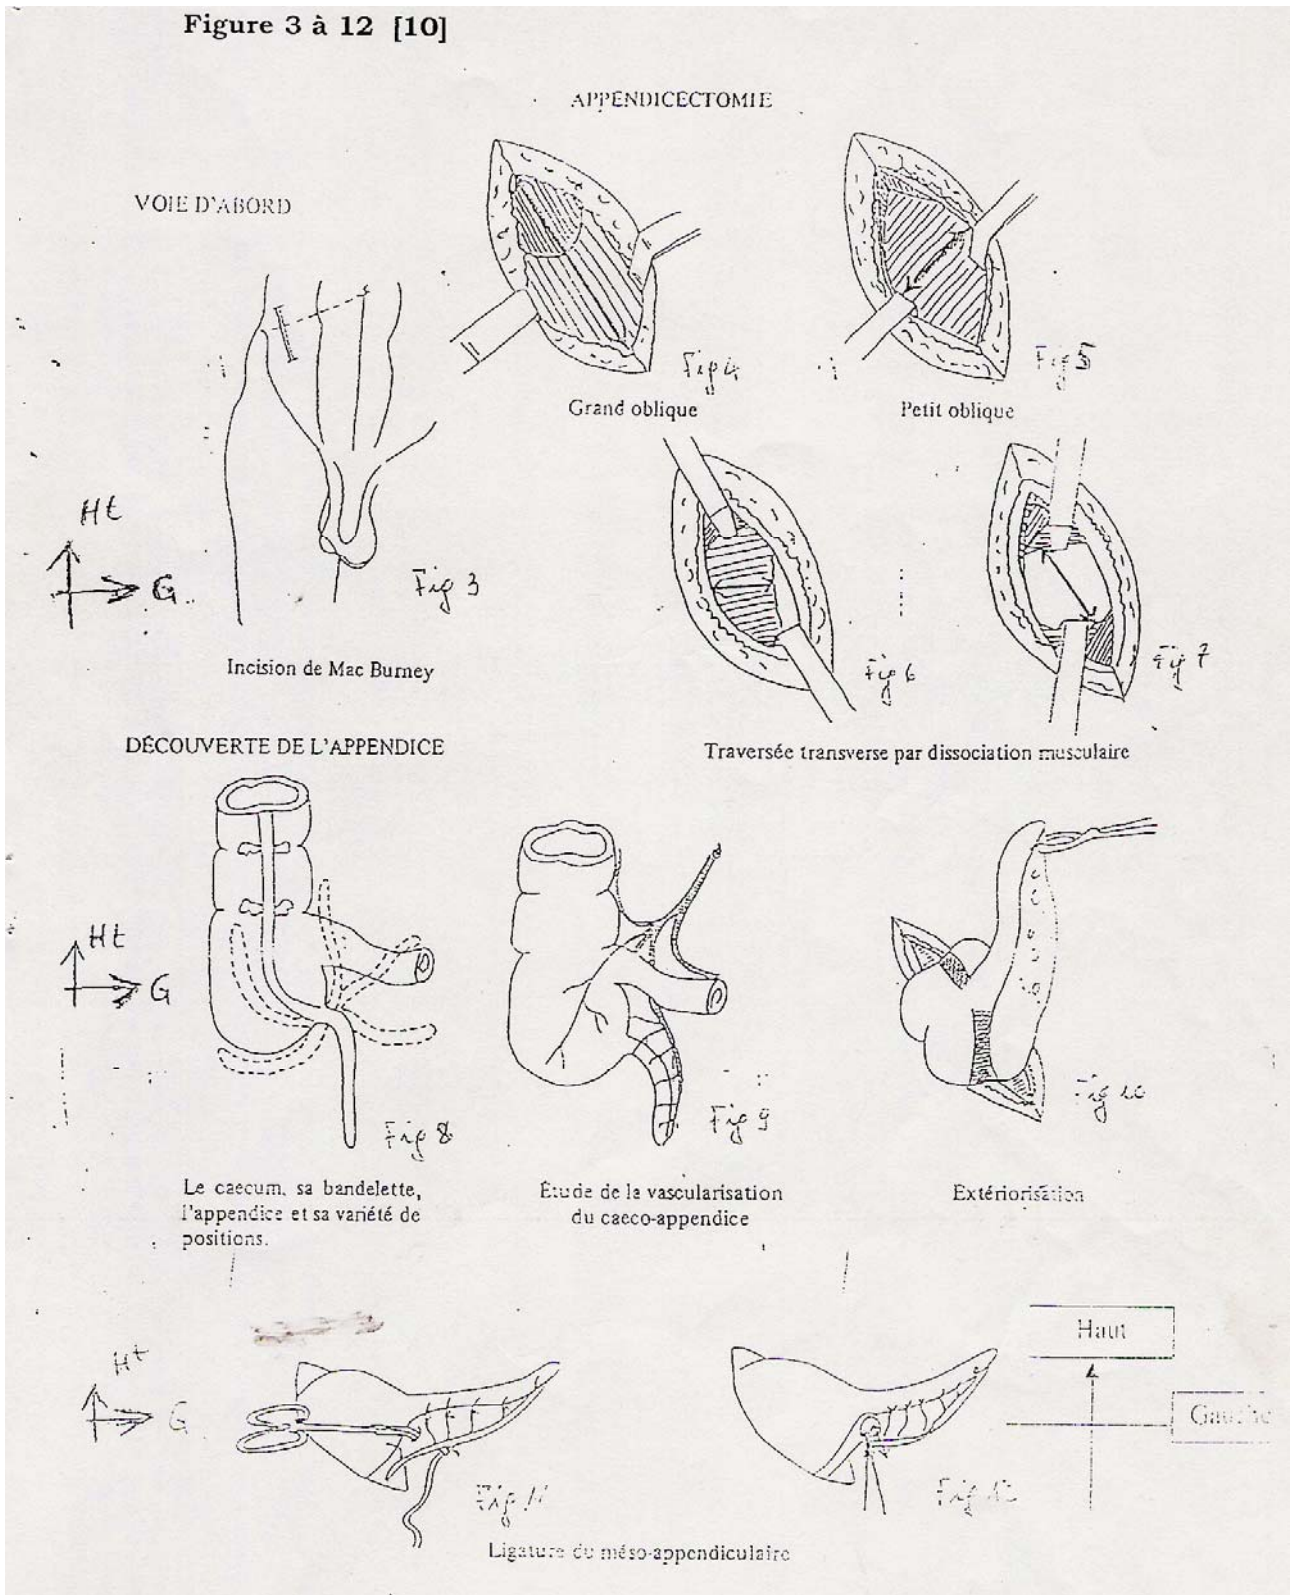 Figure 3 à 12 [10]
APPENDICECTOMIE
VOIE D'ABORD
Fig 4
Fig 5
Grand oblique
Petit oblique
Ht
G
Fig 3
Fig 6
Fig 7
Incision de Mac Burney
DÉCOUVERTE DE L'APPENDICE
Traversée transverse par dissociation musculaire
Ht
G
Fig 8
Fig 9
Fig 10
Le caecum, sa bandelette,
l'appendice et sa variété de
positions.
Étude de la vascularisation
du caeco-appendice
Extériorisation
Haut
Ht
G
Gauche
Fig 11
Fig 12
Ligature du méso-appendiculaire